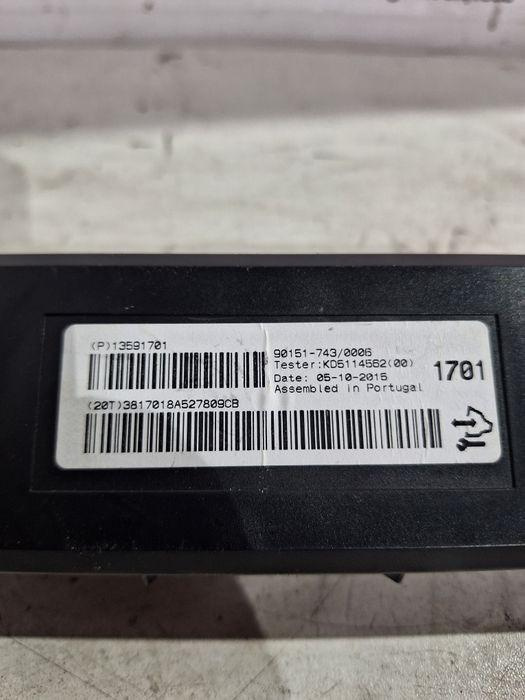 (P)13591701
90151-743/0006
Tester:KD5114562(00)
Date: 05-10-2015
Assembled in Portugal
1701
(20T)3817018A527809CB